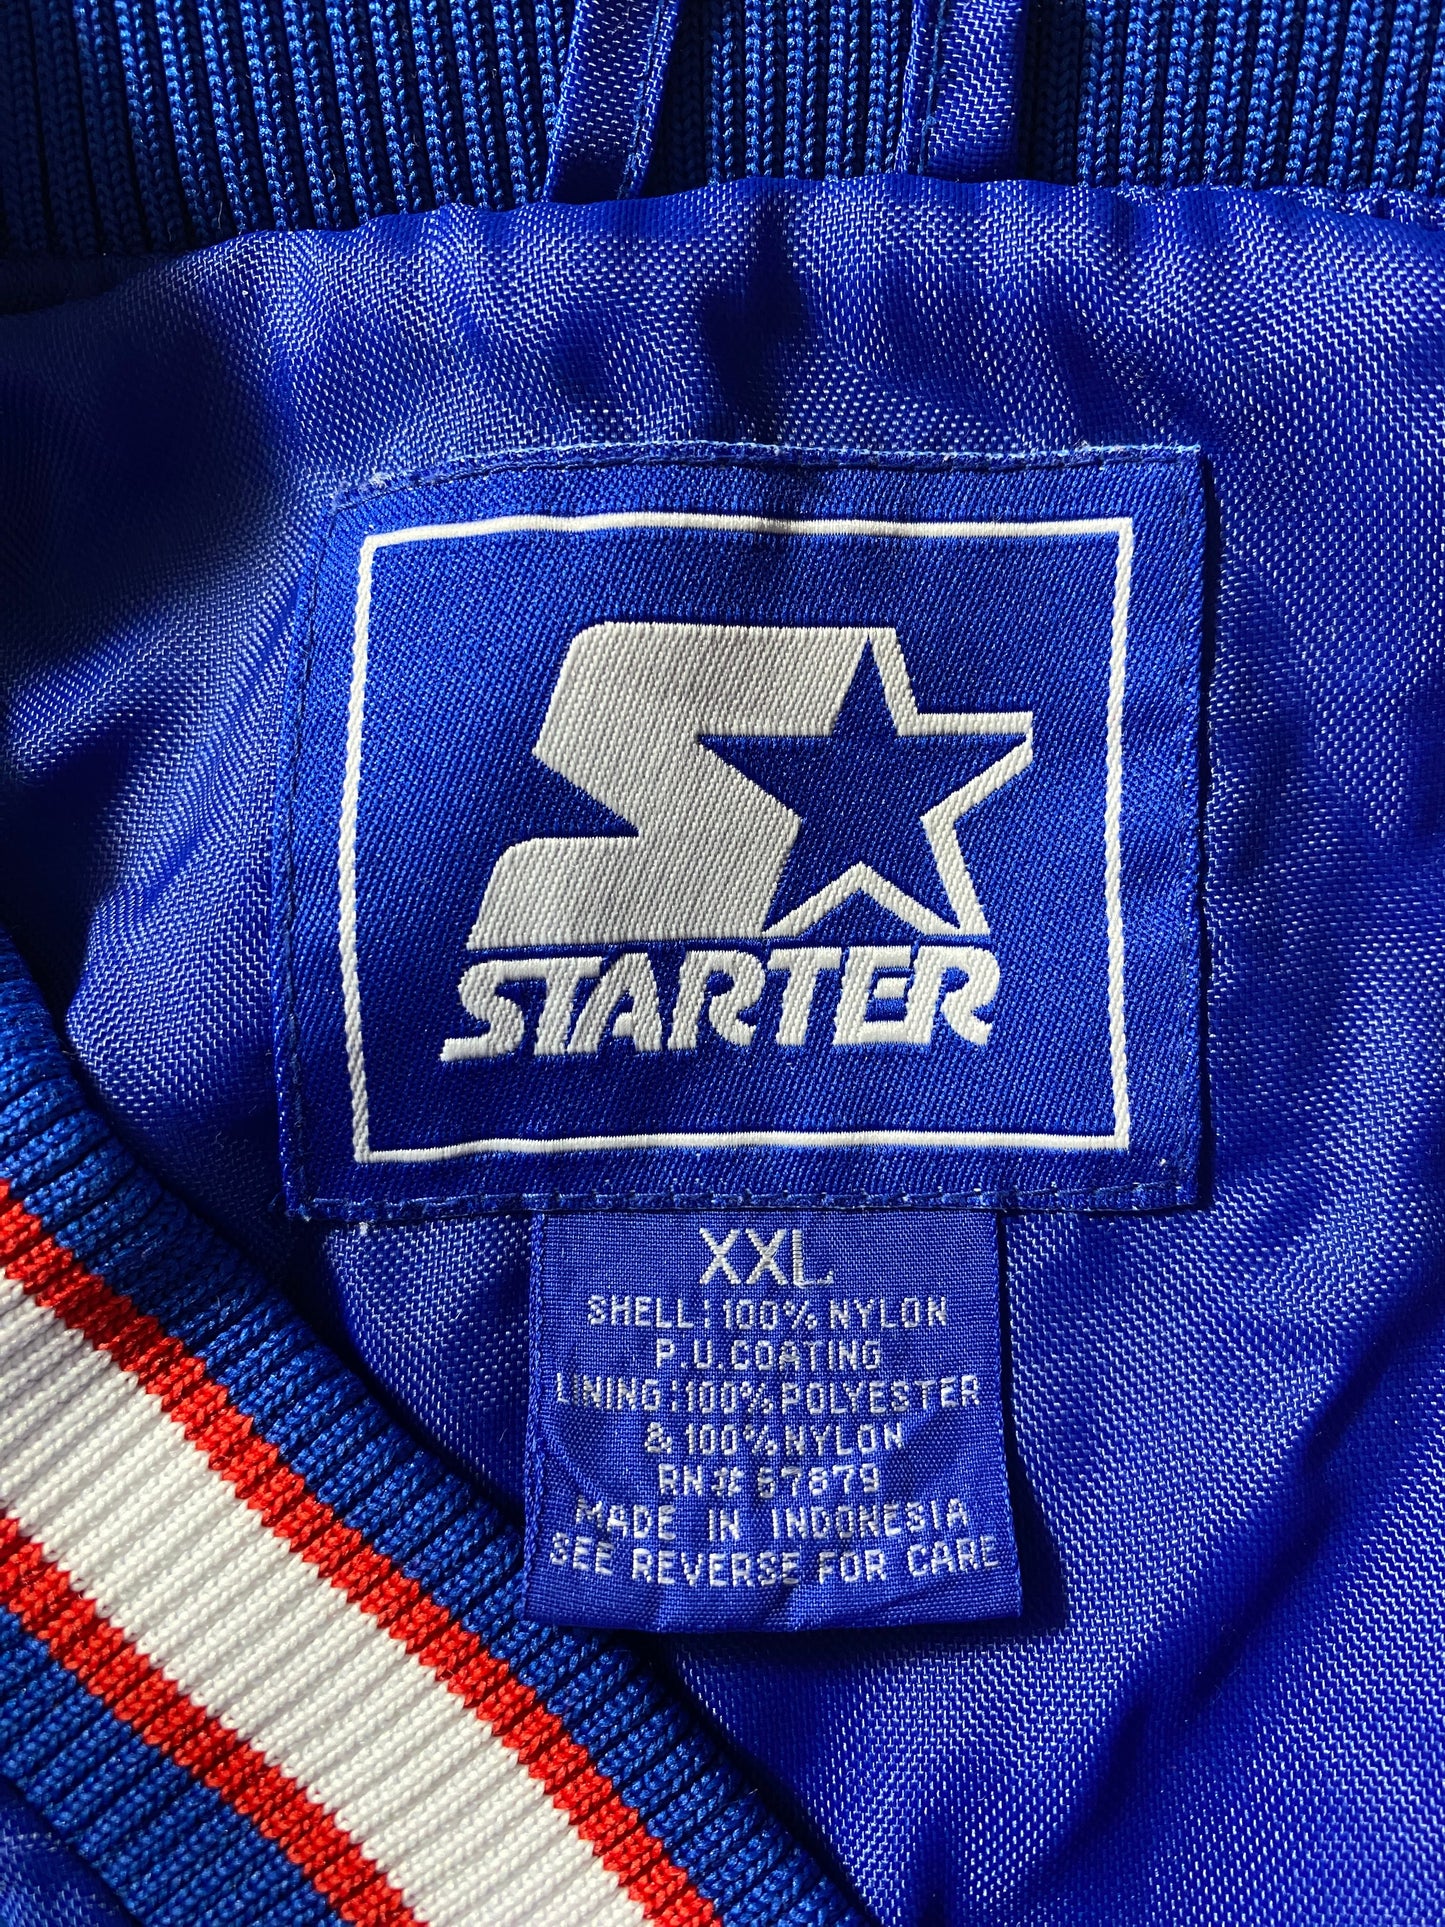 STARTER
XXL
SHELL:100% NYLON
P.U.COATING
LINING:100% POLYESTER
& 100% NYLON
RN# 67879
MADE IN INDONESIA
SEE REVERSE FOR CARE